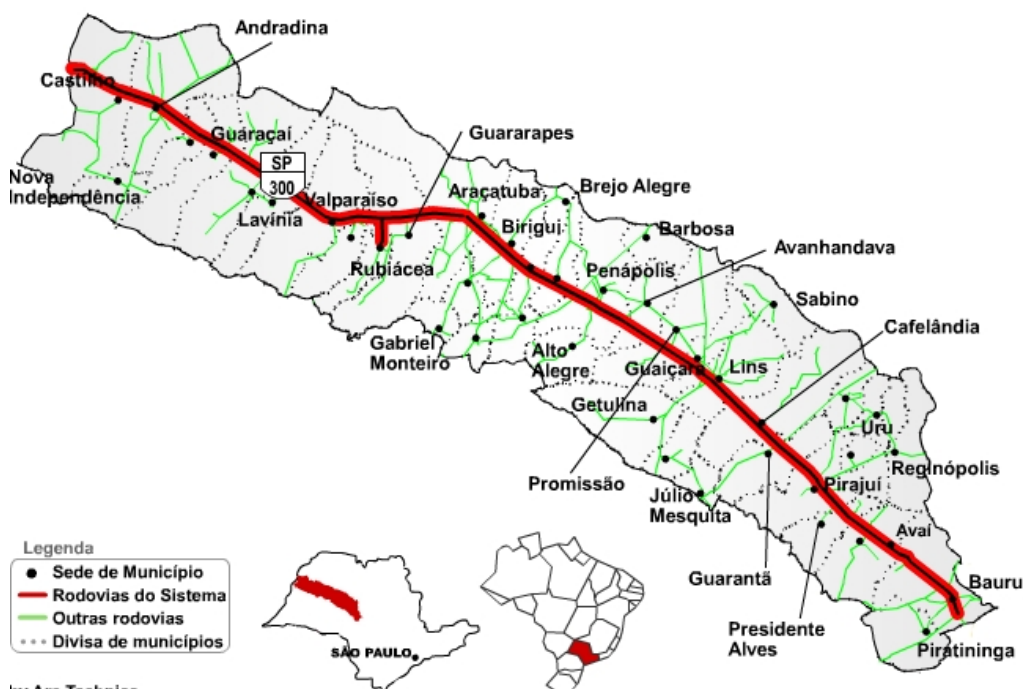 Andradina
Castilho
Guaraçaí
Guararapes
SP
300
Nova
Independência
Valparaíso
Araçatuba
Brejo Alegre
Lavínia
Birigui
Barbosa
Avanhandava
Rubiácea
Penápolis
Sabino
Cafelândia
Gabriel
Monteiro
Alto
Alegre
Guaiçara
Lins
Getulina
Uru
Reginópolis
Promissão
Pirajuí
Júlio
Mesquita
Avaí
Guarantã
Bauru
Presidente
Alves
Piratininga
Legenda
Sede de Município
Rodovias do Sistema
Outras rodovias
Divisa de municípios
SÃO PAULO